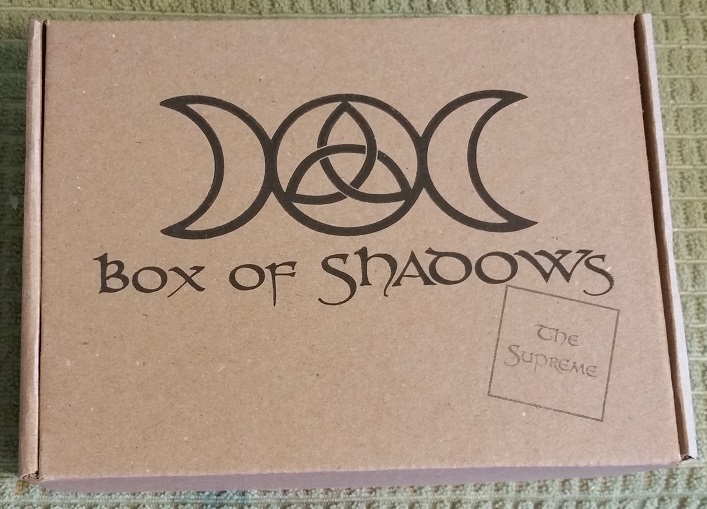 Box of Shadows
The
Supreme